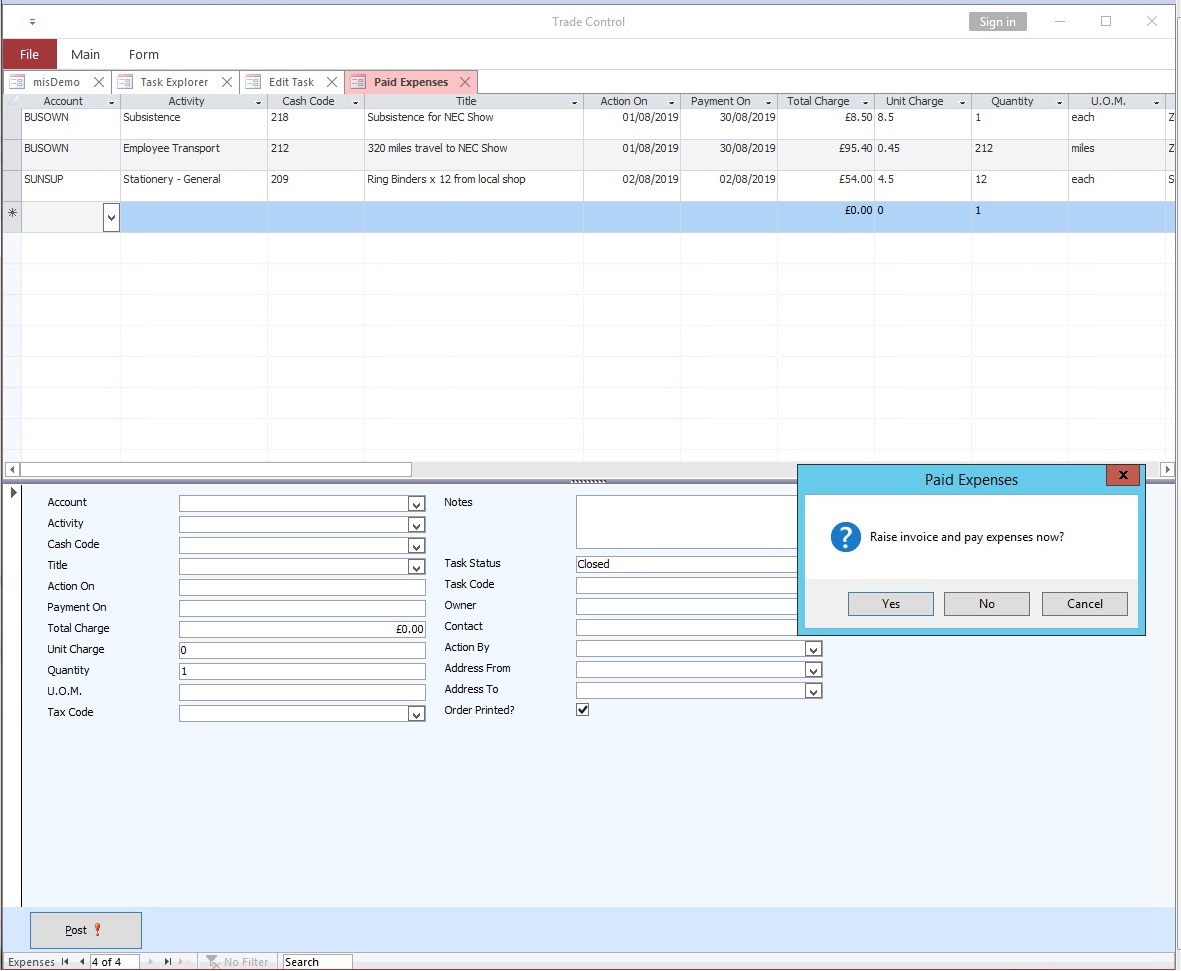 Trade Control
Sign in
File Main Form
misDemo Task Explorer Edit Task Paid Expenses
Account Activity Cash Code Title Action On Payment On Total Charge Unit Charge Quantity U.O.M.
BUSOWN Subsistence 218 Subsistence for NEC Show 01/08/2019 30/08/2019 £8.50 8.5 1 each Z
BUSOWN Employee Transport 212 320 miles travel to NEC Show 01/08/2019 30/08/2019 £95.40 0.45 212 miles Z
SUNSUP Stationery - General 209 Ring Binders x 12 from local shop 02/08/2019 02/08/2019 £54.00 4.5 12 each S
£0.00 0 1
Account
Activity
Cash Code
Title
Action On
Payment On
Total Charge £0.00
Unit Charge 0
Quantity 1
U.O.M.
Tax Code
Notes
Task Status Closed
Task Code
Owner
Contact
Action By
Address From
Address To
Order Printed?
Paid Expenses
Raise invoice and pay expenses now?
Yes No Cancel
Post
Expenses 4 of 4 No Filter Search